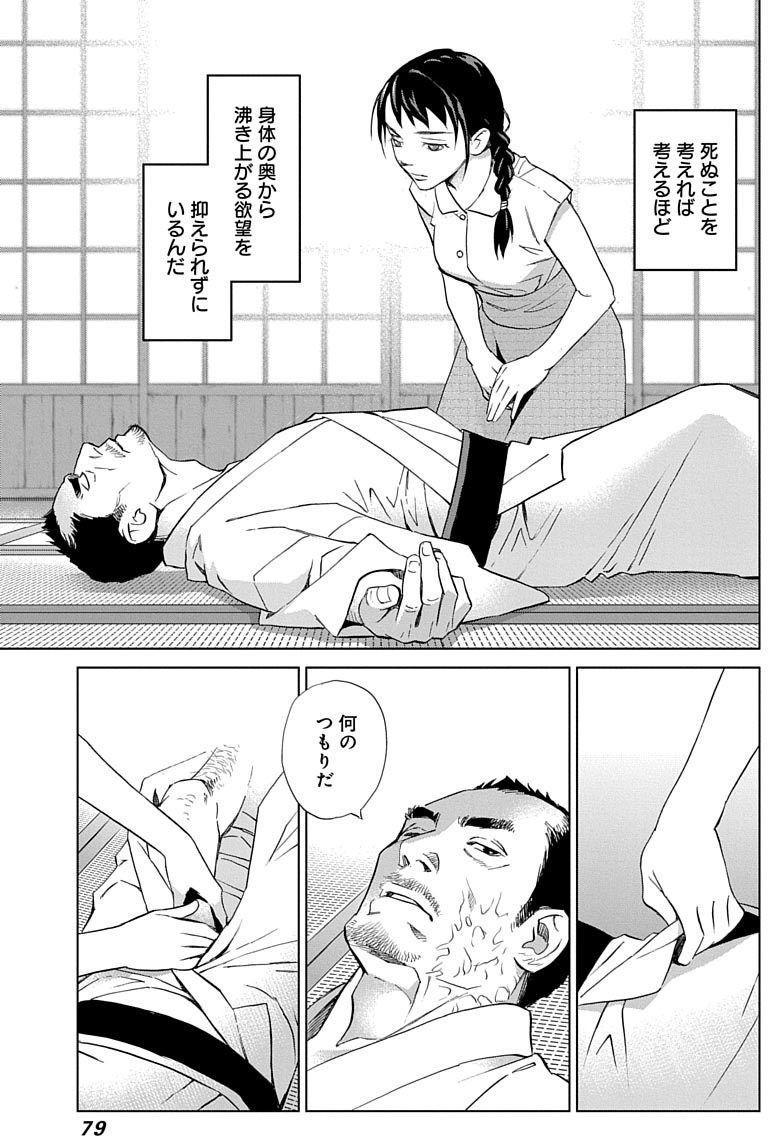 死ぬことを
考えれば
考えるほど
身体の奥から
沸き上がる欲望を
抑えられずに
いるんだ
何の
つもりだ
79